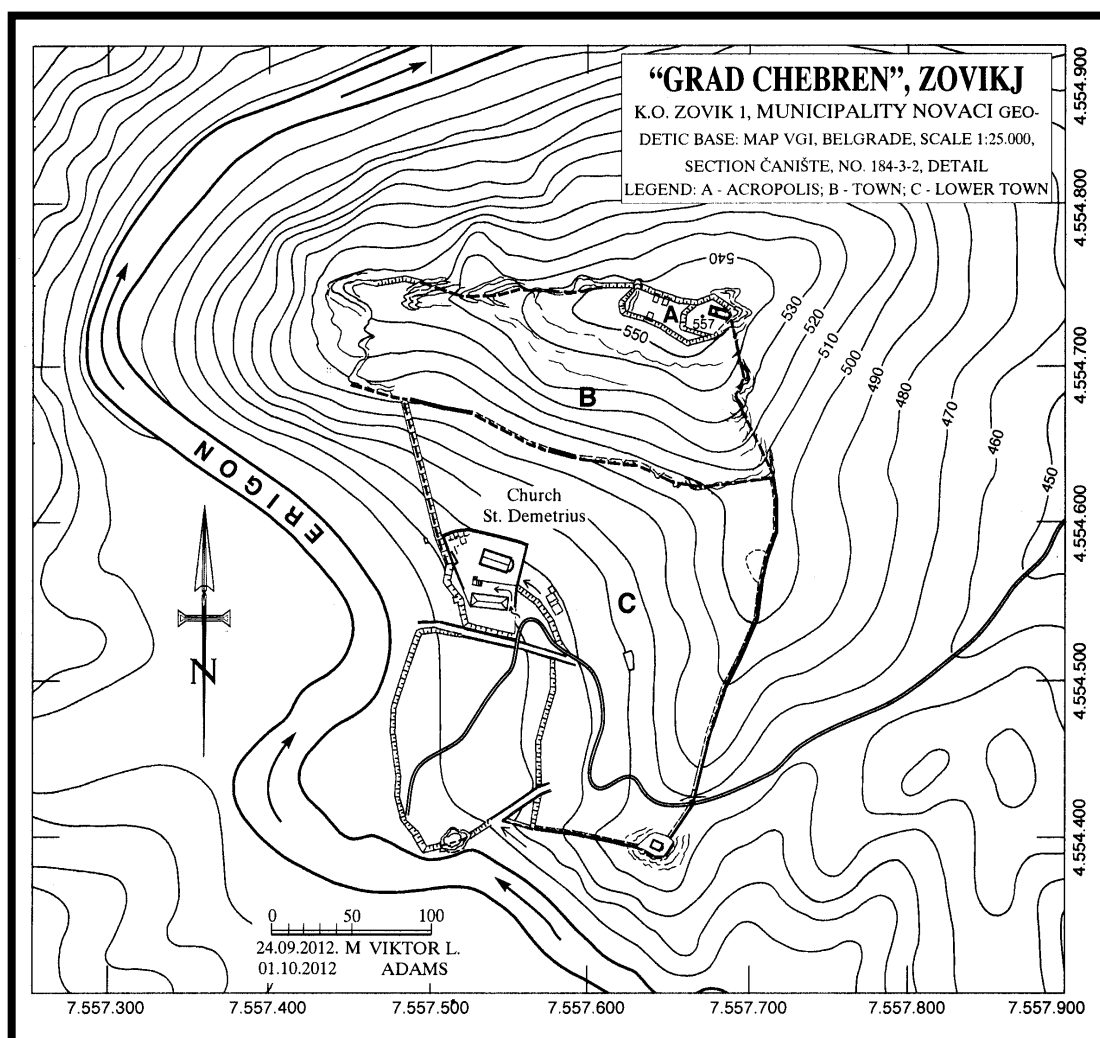 "GRAD CHEBREN", ZOVIKJ
K.O. ZOVIK 1, MUNICIPALITY NOVACI GEO-
DETIC BASE: MAP VGI, BELGRADE, SCALE 1:25.000,
SECTION ČANIŠTE, NO. 184-3-2, DETAIL
LEGEND: A - ACROPOLIS; B - TOWN; C - LOWER TOWN
4.554.900
4.554.800
4.554.700
4.554.600
4.554.500
4.554.400
540
530
520
510
500
490
480
470
460
450
A
557
550
B
ERIGON
Church
St. Demetrius
C
N
0 50 100
24.09.2012. M VIKTOR L.
01.10.2012 ADAMS
7.557.300 7.557.400 7.557.500 7.557.600 7.557.700 7.557.800 7.557.900